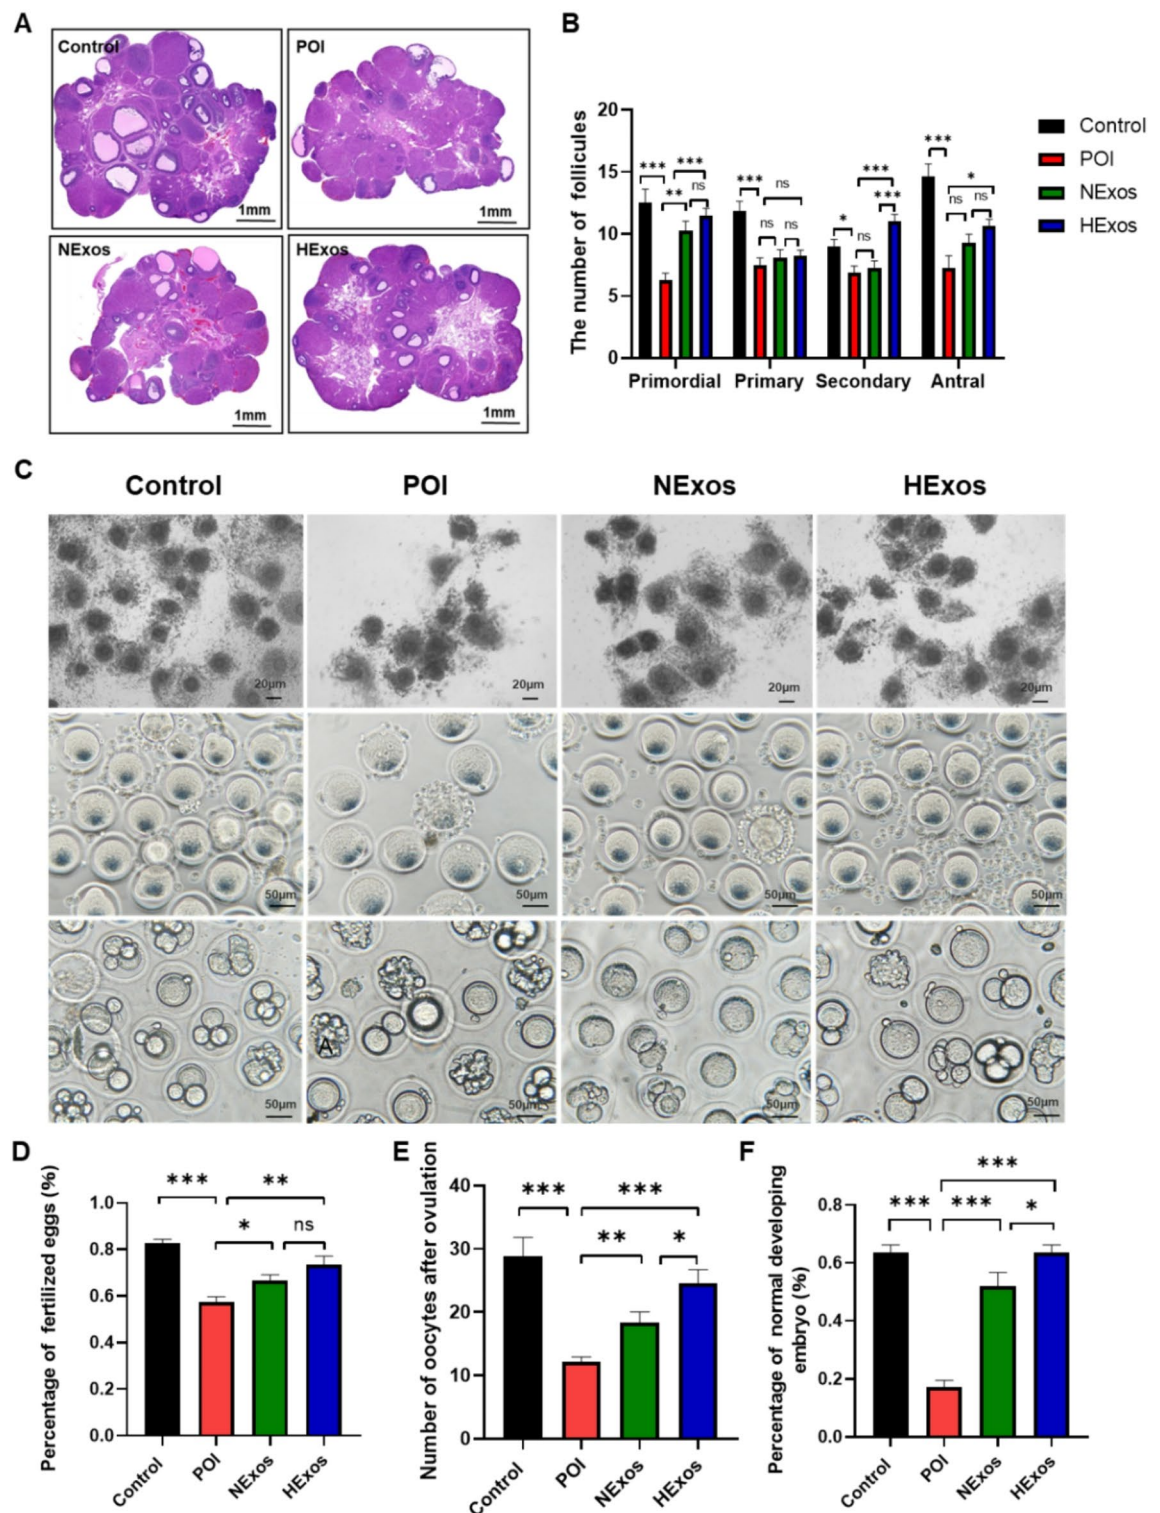 A
Control
POI
1mm
1mm
NExos
HExos
1mm
1mm
B
The number of follicules
20
15
10
5
0
*** *** ** ns
*** ns ns ns
* ns *** ***
*** ns * ns
Primordial Primary Secondary Antral
Control
POI
NExos
HExos
C
Control POI NExos HExos
20μm 20μm 20μm 20μm
50μm 50μm 50μm 50μm
A
50μm 50μm 50μm 50μm
D
Percentage of fertilized eggs (%)
1.0
0.8
0.6
0.4
0.2
0.0
*** **
* ns
Control POI NExos HExos
E
Number of oocytes after ovulation
40
30
20
10
0
*** ***
** *
Control POI NExos HExos
F
Percentage of normal developing
embryo (%)
0.8
0.6
0.4
0.2
0.0
***
*** *** *
Control POI NExos HExos